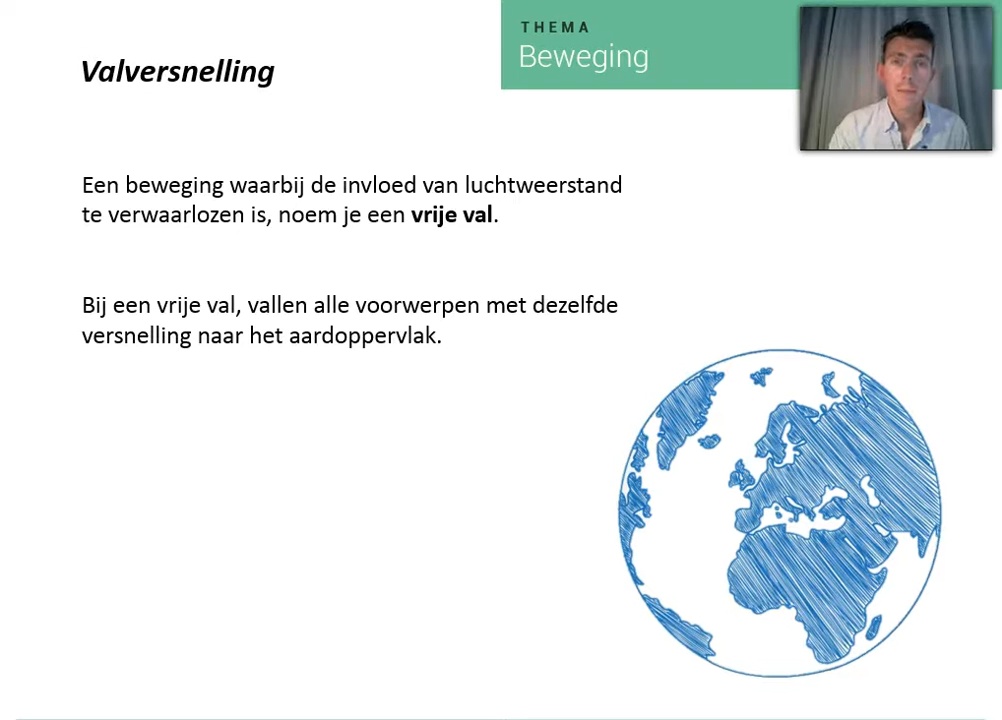 THEMA
Beweging
Valversnelling
Een beweging waarbij de invloed van luchtweerstand
te verwaarlozen is, noem je een vrije val.
Bij een vrije val, vallen alle voorwerpen met dezelfde
versnelling naar het aardoppervlak.